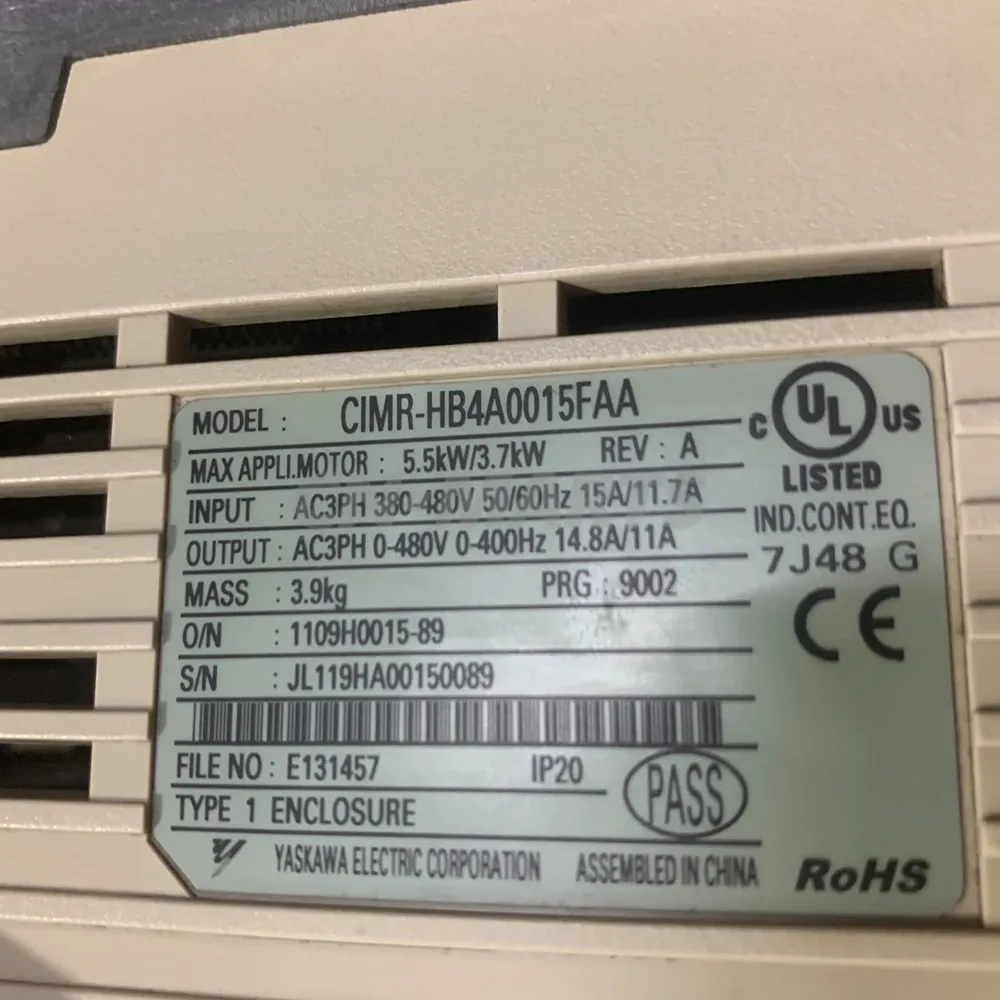 MODEL : CIMR-HB4A0015FAA
MAX APPLI.MOTOR : 5.5kW/3.7kW REV : A
INPUT : AC3PH 380-480V 50/60Hz 15A/11.7A
OUTPUT : AC3PH 0-480V 0-400Hz 14.8A/11A
MASS : 3.9kg PRG : 9002
O/N : 1109H0015-89
S/N : JL119HA00150089
FILE NO : E131457 IP20
TYPE 1 ENCLOSURE
PASS
YASKAWA ELECTRIC CORPORATION ASSEMBLED IN CHINA
C UL US
LISTED
IND.CONT.EQ.
7J48 G
CE
RoHS